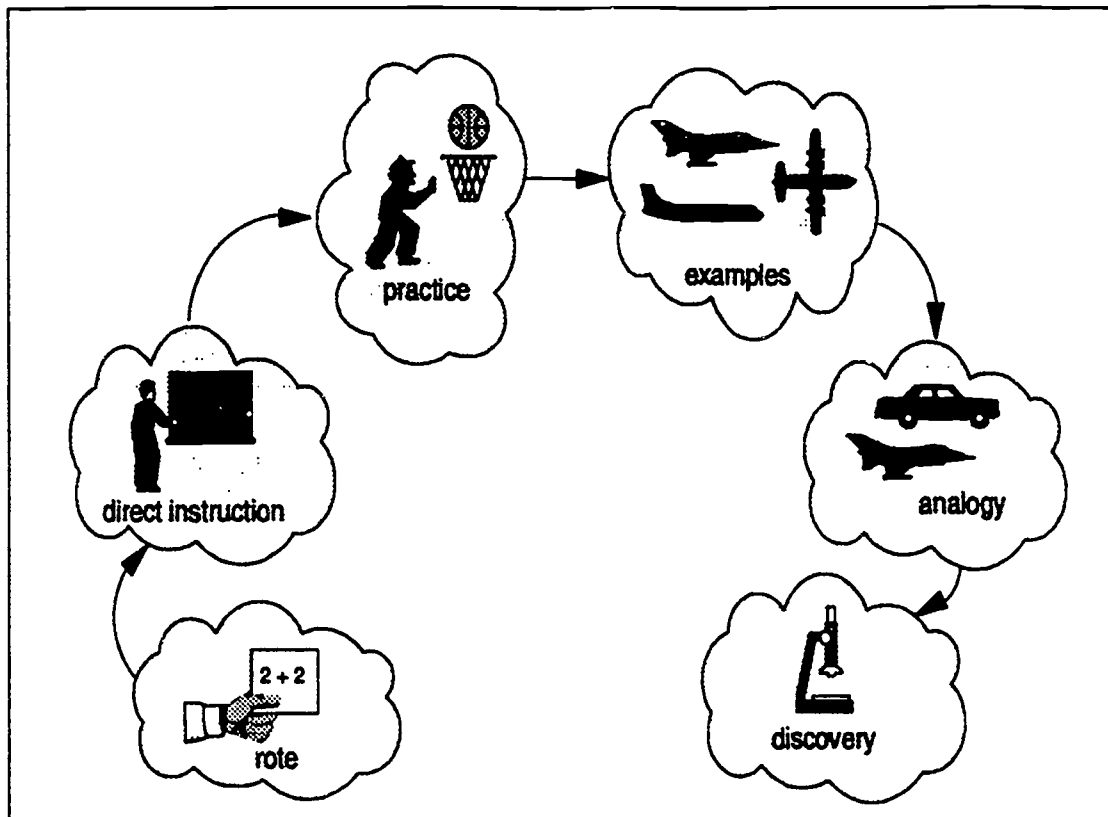 2 + 2
rote
direct instruction
practice
examples
analogy
discovery